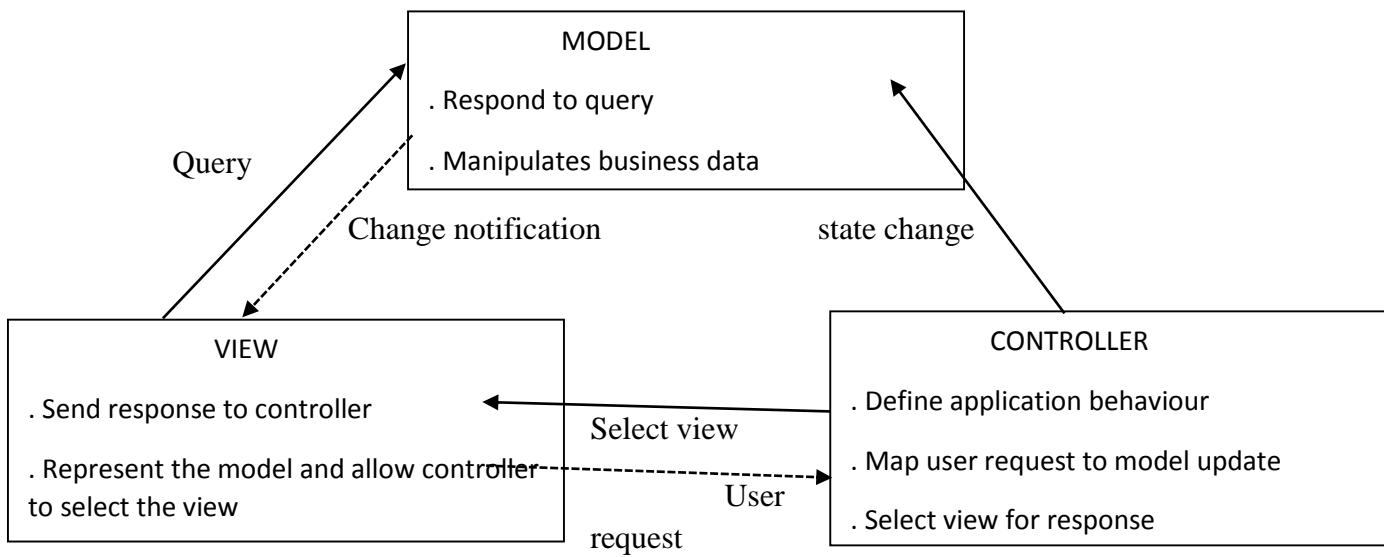 MODEL
. Respond to query
. Manipulates business data
Query
Change notification
state change
VIEW
. Send response to controller
. Represent the model and allow controller
to select the view
Select view
User
request
CONTROLLER
. Define application behaviour
. Map user request to model update
. Select view for response